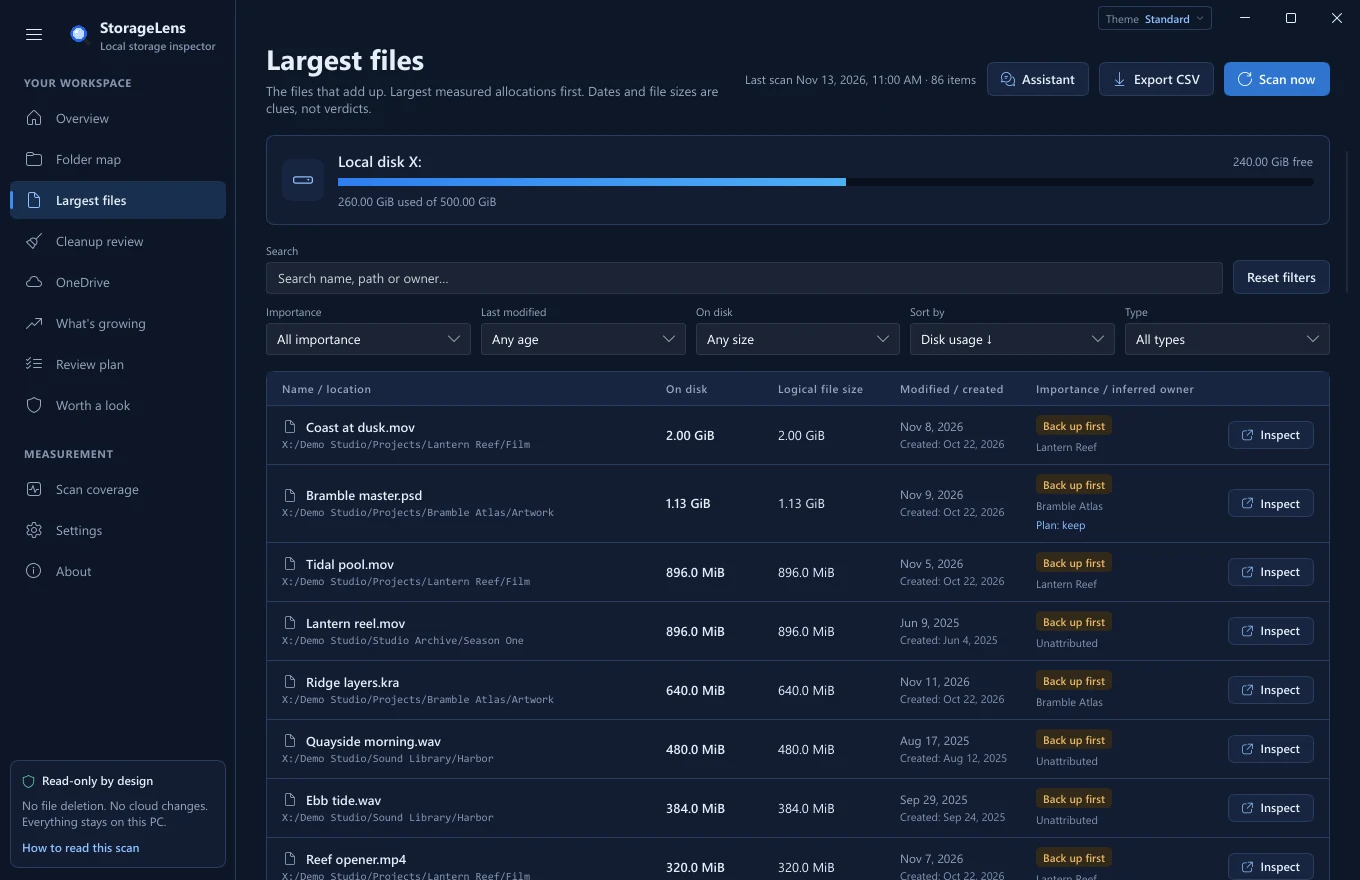 StorageLens
Local storage inspector
YOUR WORKSPACE
Overview
Folder map
Largest files
Cleanup review
OneDrive
What's growing
Review plan
Worth a look
MEASUREMENT
Scan coverage
Settings
About
Read-only by design
No file deletion. No cloud changes.
Everything stays on this PC.
How to read this scan
Theme Standard
Largest files
The files that add up. Largest measured allocations first. Dates and file sizes are
clues, not verdicts.
Last scan Nov 13, 2026, 11:00 AM · 86 items
Assistant
Export CSV
Scan now
Local disk X:
240.00 GiB free
260.00 GiB used of 500.00 GiB
Search
Search name, path or owner...
Reset filters
Importance Last modified On disk Sort by Type
All importance Any age Any size Disk usage ↓ All types
Name / location On disk Logical file size Modified / created Importance / inferred owner
Coast at dusk.mov
X:/Demo Studio/Projects/Lantern Reef/Film
2.00 GiB
2.00 GiB
Nov 8, 2026
Created: Oct 22, 2026
Back up first
Lantern Reef
Inspect
Bramble master.psd
X:/Demo Studio/Projects/Bramble Atlas/Artwork
1.13 GiB
1.13 GiB
Nov 9, 2026
Created: Oct 22, 2026
Back up first
Bramble Atlas
Plan: keep
Inspect
Tidal pool.mov
X:/Demo Studio/Projects/Lantern Reef/Film
896.0 MiB
896.0 MiB
Nov 5, 2026
Created: Oct 22, 2026
Back up first
Lantern Reef
Inspect
Lantern reel.mov
X:/Demo Studio/Studio Archive/Season One
896.0 MiB
896.0 MiB
Jun 9, 2025
Created: Jun 4, 2025
Back up first
Unattributed
Inspect
Ridge layers.kra
X:/Demo Studio/Projects/Bramble Atlas/Artwork
640.0 MiB
640.0 MiB
Nov 11, 2026
Created: Oct 22, 2026
Back up first
Bramble Atlas
Inspect
Quayside morning.wav
X:/Demo Studio/Sound Library/Harbor
480.0 MiB
480.0 MiB
Aug 17, 2025
Created: Aug 12, 2025
Back up first
Unattributed
Inspect
Ebb tide.wav
X:/Demo Studio/Sound Library/Harbor
384.0 MiB
384.0 MiB
Sep 29, 2025
Created: Sep 24, 2025
Back up first
Unattributed
Inspect
Reef opener.mp4
X:/Demo Studio/Projects/Lantern Reef/Film
320.0 MiB
320.0 MiB
Nov 7, 2026
Created: Oct 22, 2026
Back up first
Lantern Reef
Inspect